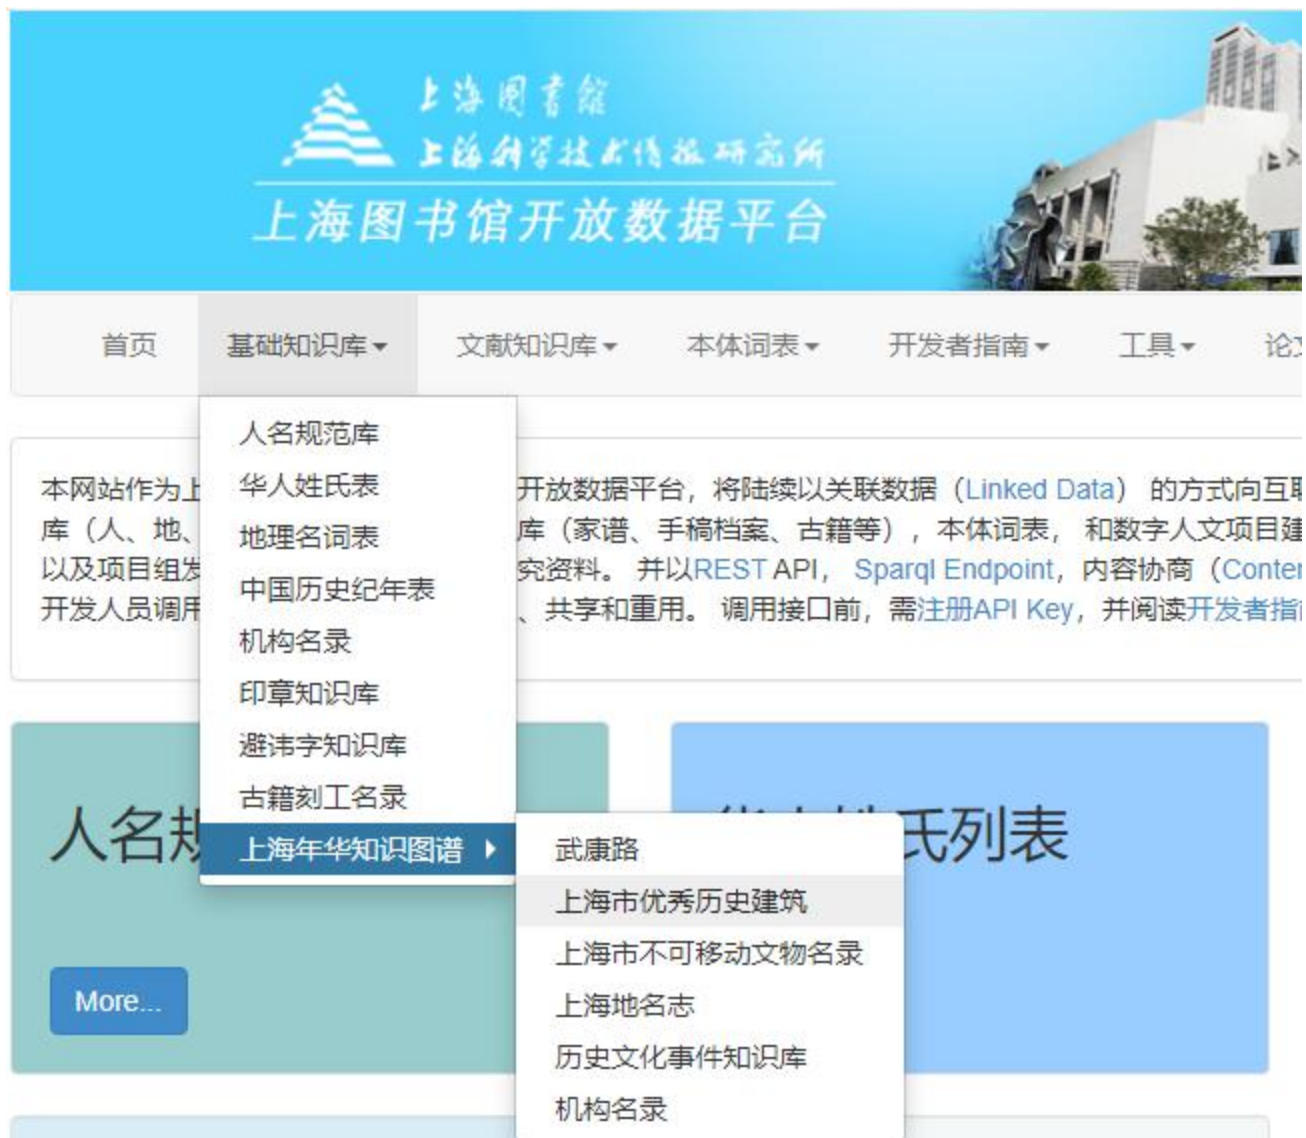 上海图书馆
上海科学技术情报研究所
上海图书馆开放数据平台
首页 基础知识库 文献知识库 本体词表 开发者指南 工具
人名规范库
华人姓氏表
地理名词表
中国历史纪年表
机构名录
印章知识库
避讳字知识库
古籍刻工名录
上海年华知识图谱
武康路
上海市优秀历史建筑
上海市不可移动文物名录
上海地名志
历史文化事件知识库
机构名录
本网站作为上 开放数据平台，将陆续以关联数据（Linked Data） 的方式向互
库（人、地、 库（家谱、手稿档案、古籍等），本体词表， 和数字人文项目建
以及项目组发 究资料。 并以REST API， Sparql Endpoint，内容协商（Conten
开发人员调用 、共享和重用。 调用接口前，需注册API Key，并阅读开发者指
人名
氏列表
More...